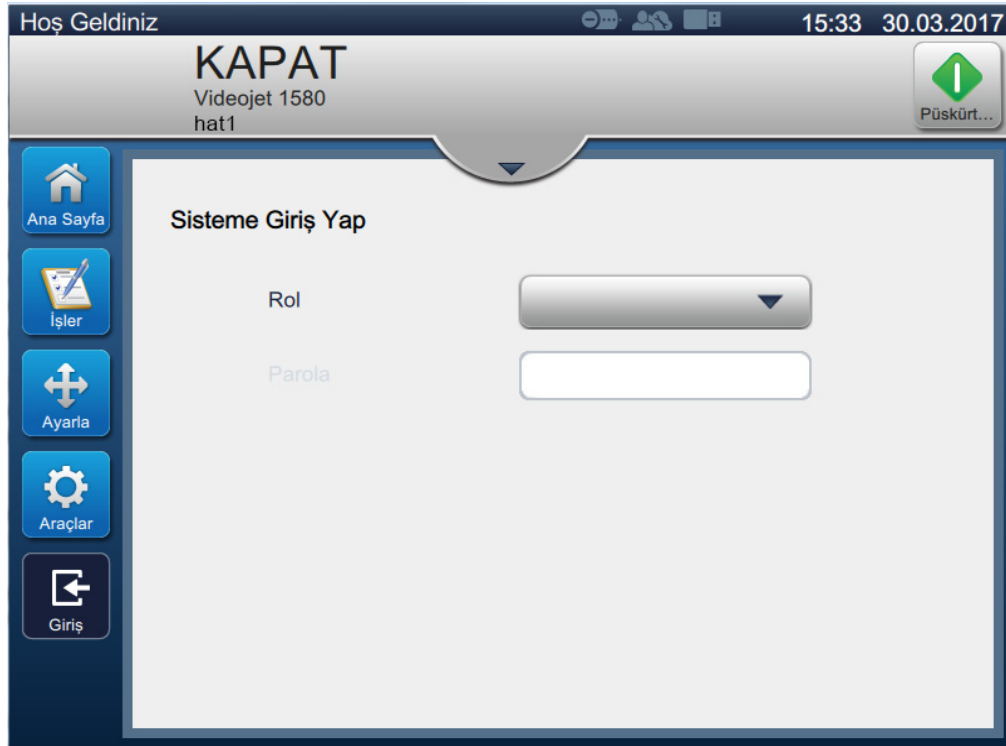 Hoş Geldiniz
15:33 30.03.2017
KAPAT
Videojet 1580
hat1
Püskürt...
Ana Sayfa
İşler
Ayarla
Araçlar
Giriş
Sisteme Giriş Yap
Rol
Parola